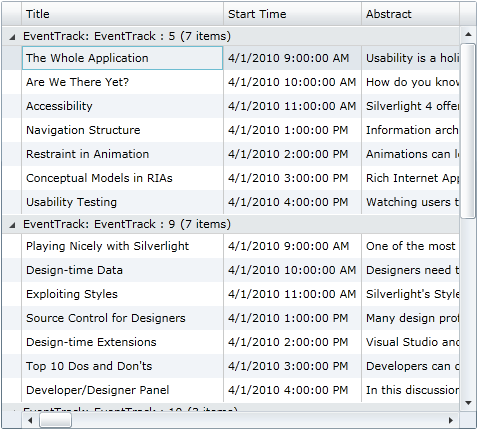 Title Start Time Abstract
EventTrack: EventTrack : 5 (7 items)
The Whole Application 4/1/2010 9:00:00 AM Usability is a holi
Are We There Yet? 4/1/2010 10:00:00 AM How do you know
Accessibility 4/1/2010 11:00:00 AM Silverlight 4 offer
Navigation Structure 4/1/2010 1:00:00 PM Information arch
Restraint in Animation 4/1/2010 2:00:00 PM Animations can l
Conceptual Models in RIAs 4/1/2010 3:00:00 PM Rich Internet App
Usability Testing 4/1/2010 4:00:00 PM Watching users t
EventTrack: EventTrack : 9 (7 items)
Playing Nicely with Silverlight 4/1/2010 9:00:00 AM One of the most
Design-time Data 4/1/2010 10:00:00 AM Designers need t
Exploiting Styles 4/1/2010 11:00:00 AM Silverlight's Style
Source Control for Designers 4/1/2010 1:00:00 PM Many design prof
Design-time Extensions 4/1/2010 2:00:00 PM Visual Studio and
Top 10 Dos and Don'ts 4/1/2010 3:00:00 PM Developers can c
Developer/Designer Panel 4/1/2010 4:00:00 PM In this discussion
EventTrack: EventTrack : 10